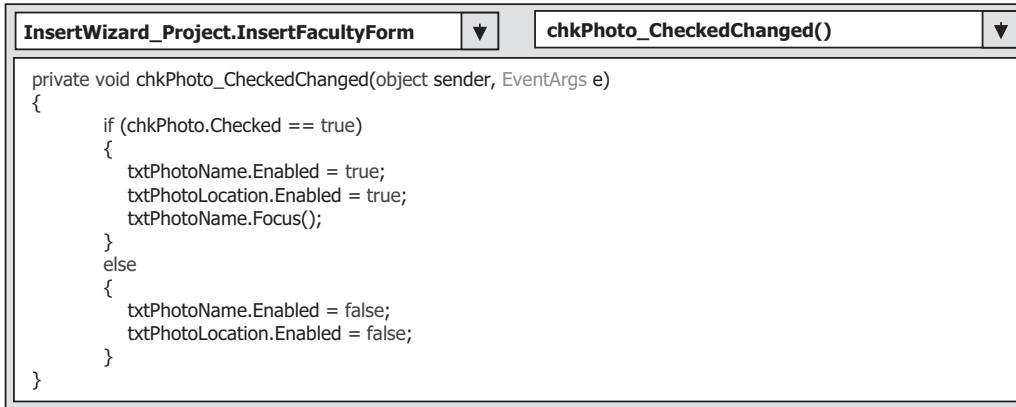 InsertWizard_Project.InsertFacultyForm
chkPhoto_CheckedChanged()
private void chkPhoto_CheckedChanged(object sender, EventArgs e)
{
if (chkPhoto.Checked == true)
{
txtPhotoName.Enabled = true;
txtPhotoLocation.Enabled = true;
txtPhotoName.Focus();
}
else
{
txtPhotoName.Enabled = false;
txtPhotoLocation.Enabled = false;
}
}